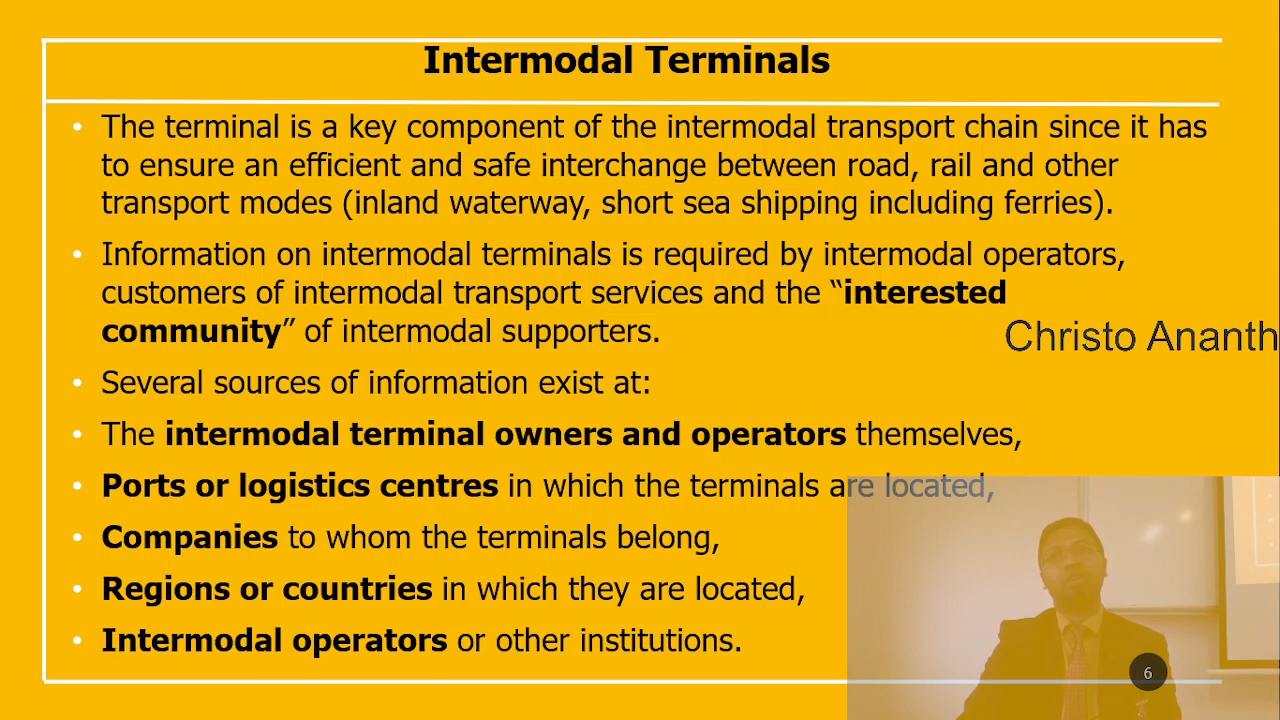 Intermodal Terminals
• The terminal is a key component of the intermodal transport chain since it has
to ensure an efficient and safe interchange between road, rail and other
transport modes (inland waterway, short sea shipping including ferries).
• Information on intermodal terminals is required by intermodal operators,
customers of intermodal transport services and the “interested
community” of intermodal supporters.
Christo Ananth
• Several sources of information exist at:
• The intermodal terminal owners and operators themselves,
• Ports or logistics centres in which the terminals are located,
• Companies to whom the terminals belong,
• Regions or countries in which they are located,
• Intermodal operators or other institutions.
6